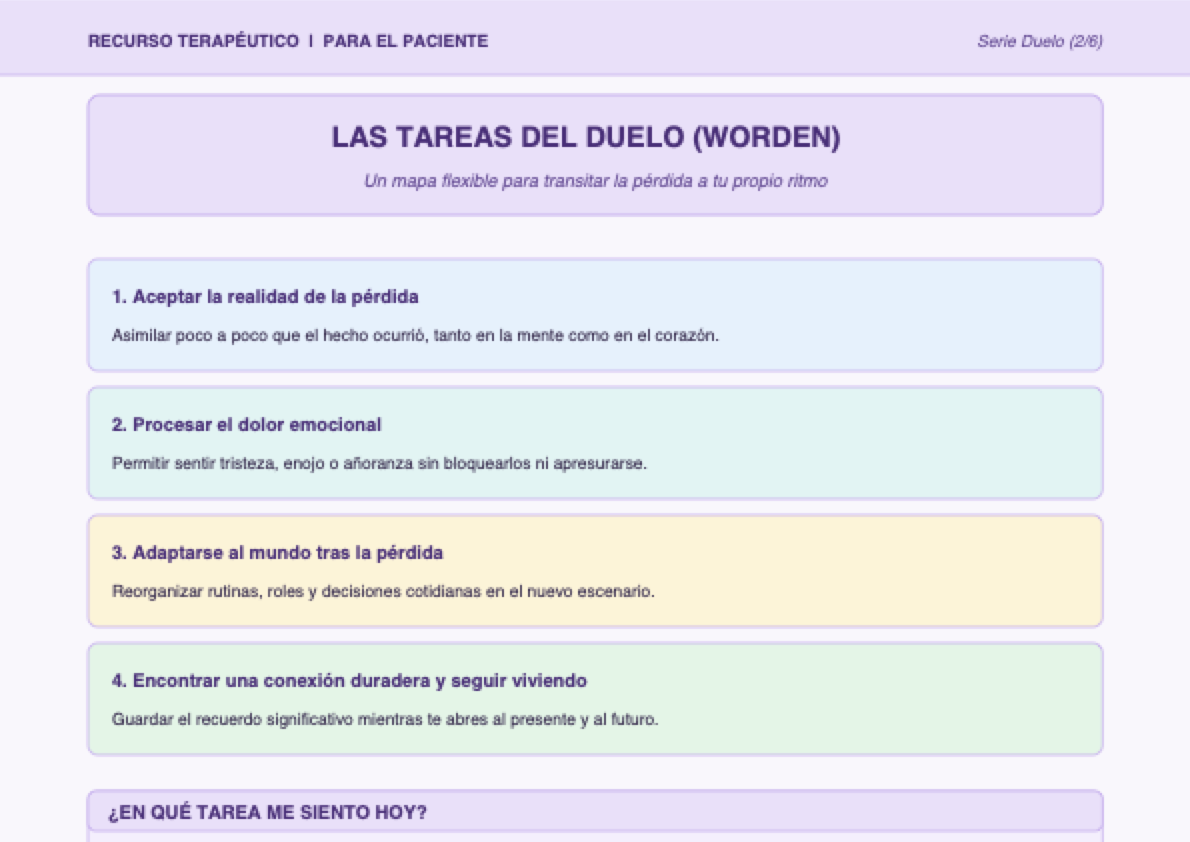 RECURSO TERAPÉUTICO | PARA EL PACIENTE
Serie Duelo (2/6)
LAS TAREAS DEL DUELO (WORDEN)
Un mapa flexible para transitar la pérdida a tu propio ritmo
1. Aceptar la realidad de la pérdida
Asimilar poco a poco que el hecho ocurrió, tanto en la mente como en el corazón.
2. Procesar el dolor emocional
Permitir sentir tristeza, enojo o añoranza sin bloquearlos ni apresurarse.
3. Adaptarse al mundo tras la pérdida
Reorganizar rutinas, roles y decisiones cotidianas en el nuevo escenario.
4. Encontrar una conexión duradera y seguir viviendo
Guardar el recuerdo significativo mientras te abres al presente y al futuro.
¿EN QUÉ TAREA ME SIENTO HOY?